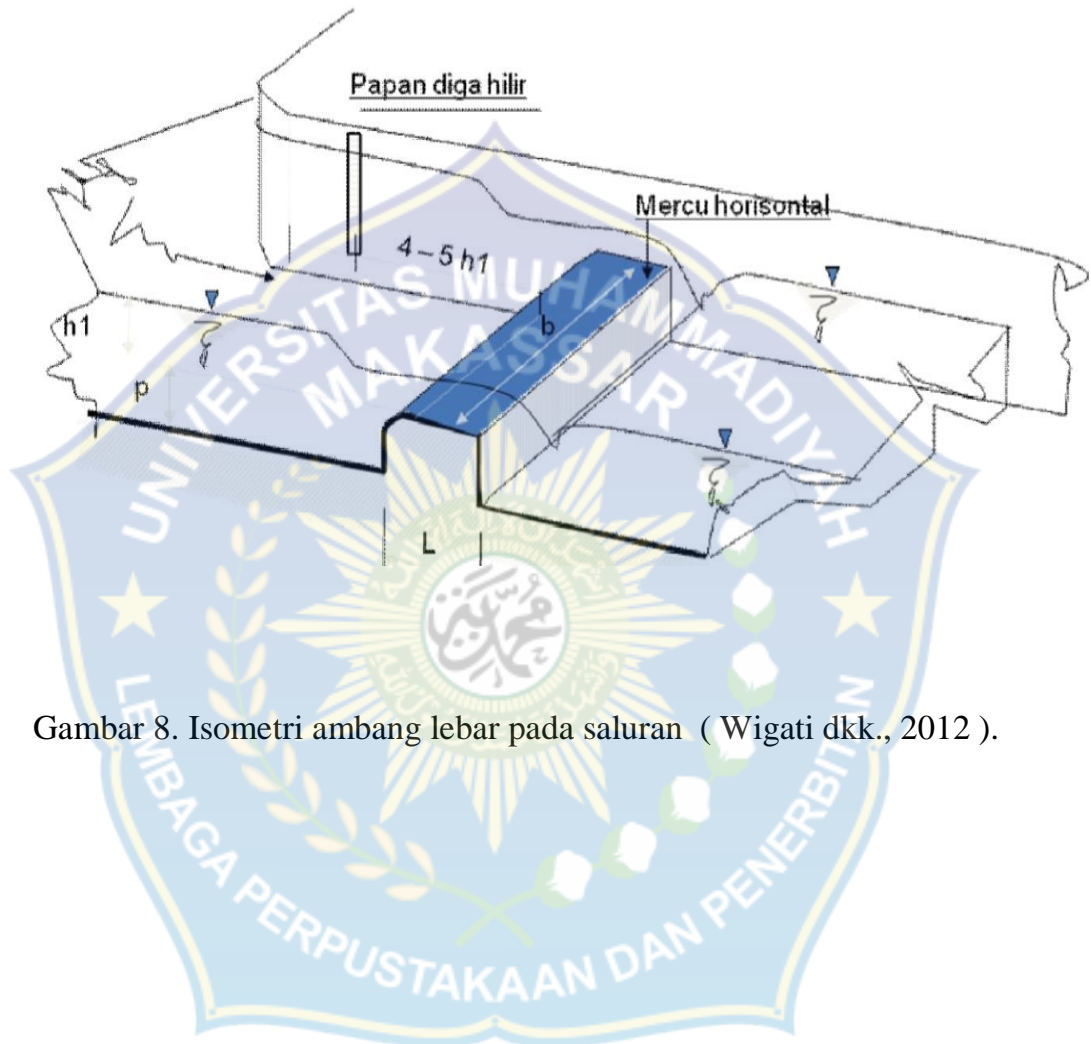 Papan diga hilir
Mercu horisontal
4 – 5 h1
b
h1
p
L
Gambar 8. Isometri ambang lebar pada saluran ( Wigati dkk., 2012 ).
UNIVERSITAS MUHAMMADIYAH
MAKASSAR
LEMBAGA PERPUSTAKAAN DAN PENERBITAN